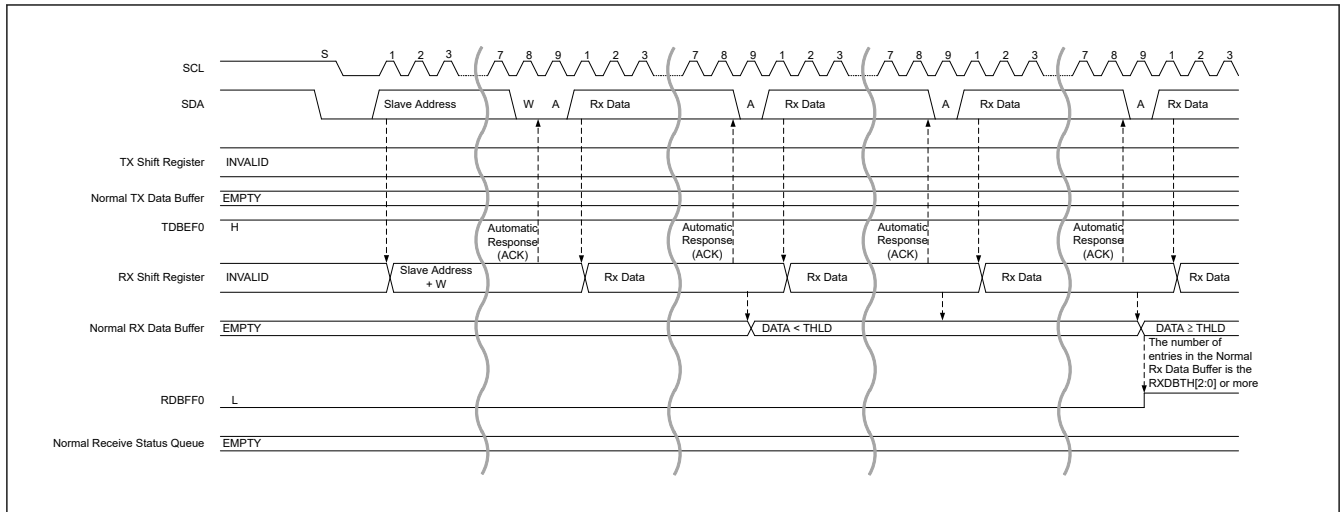 S 1 2 3 7 8 9 1 2 3 7 8 9 1 2 3 7 8 9 1 2 3 7 8 9 1 2 3
SCL
SDA Slave Address W A Rx Data A Rx Data A Rx Data A Rx Data
TX Shift Register INVALID
Normal TX Data Buffer EMPTY
TDBEF0 H
Automatic Response (ACK)
Automatic Response (ACK)
Automatic Response (ACK)
Automatic Response (ACK)
RX Shift Register INVALID Slave Address + W Rx Data Rx Data Rx Data Rx Data
Normal RX Data Buffer EMPTY DATA < THLD DATA ≥ THLD
The number of
entries in the Normal
Rx Data Buffer is the
RXDBTH[2:0] or more
RDBFF0 L
Normal Receive Status Queue EMPTY